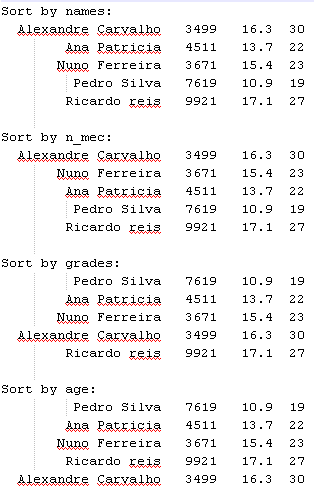 Sort by names:
Alexandre Carvalho 3499 16.3 30
Ana Patricia 4511 13.7 22
Nuno Ferreira 3671 15.4 23
Pedro Silva 7619 10.9 19
Ricardo reis 9921 17.1 27
Sort by n_mec:
Alexandre Carvalho 3499 16.3 30
Nuno Ferreira 3671 15.4 23
Ana Patricia 4511 13.7 22
Pedro Silva 7619 10.9 19
Ricardo reis 9921 17.1 27
Sort by grades:
Pedro Silva 7619 10.9 19
Ana Patricia 4511 13.7 22
Nuno Ferreira 3671 15.4 23
Alexandre Carvalho 3499 16.3 30
Ricardo reis 9921 17.1 27
Sort by age:
Pedro Silva 7619 10.9 19
Ana Patricia 4511 13.7 22
Nuno Ferreira 3671 15.4 23
Ricardo reis 9921 17.1 27
Alexandre Carvalho 3499 16.3 30